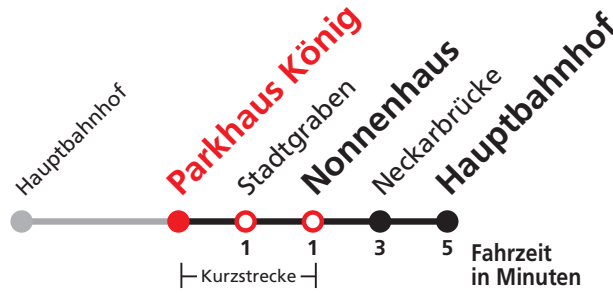 Hauptbahnhof
Parkhaus König
Stadtgraben
Nonnenhaus
Neckarbrücke
Hauptbahnhof
1
1
3
5
Fahrzeit
in Minuten
Kurzstrecke